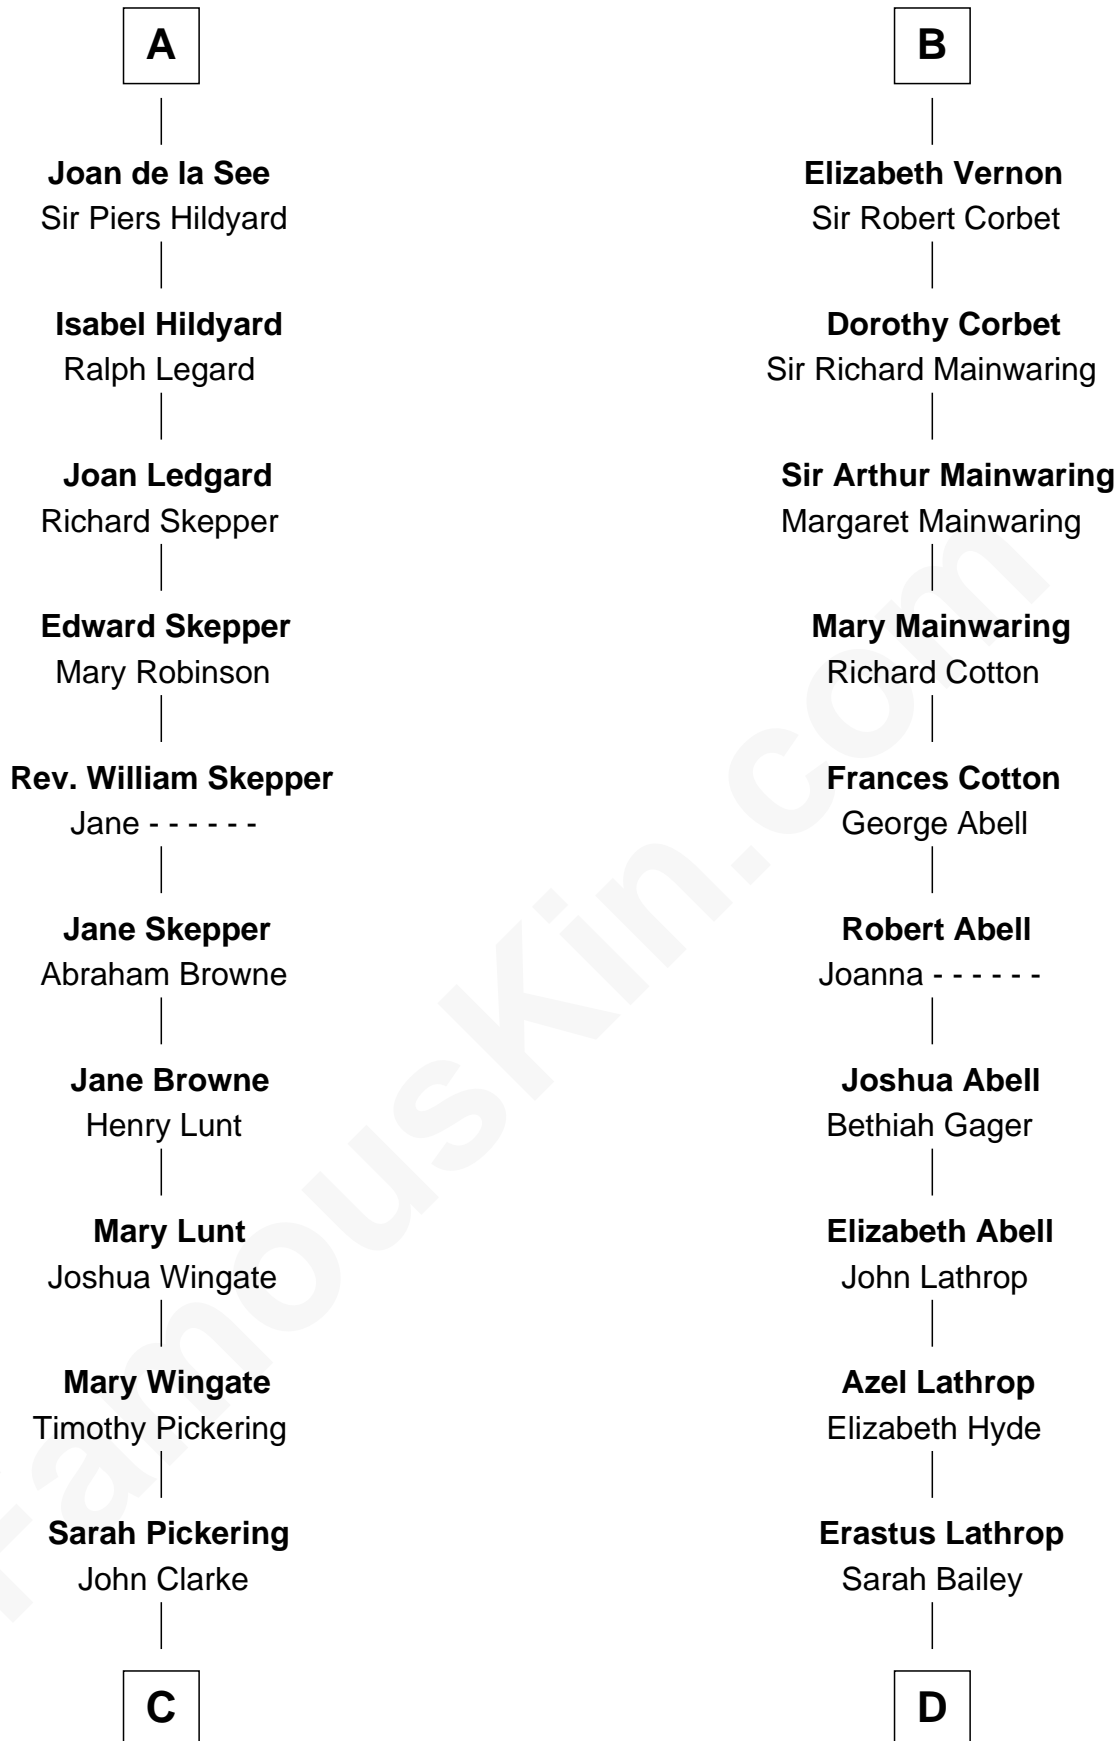 A
Joan de la See
Sir Piers Hildyard
Isabel Hildyard
Ralph Legard
Joan Ledgard
Richard Skepper
Edward Skepper
Mary Robinson
Rev. William Skepper
Jane - - - - - -
Jane Skepper
Abraham Browne
Jane Browne
Henry Lunt
Mary Lunt
Joshua Wingate
Mary Wingate
Timothy Pickering
Sarah Pickering
John Clarke
C
B
Elizabeth Vernon
Sir Robert Corbet
Dorothy Corbet
Sir Richard Mainwaring
Sir Arthur Mainwaring
Margaret Mainwaring
Mary Mainwaring
Richard Cotton
Frances Cotton
George Abell
Robert Abell
Joanna - - - - - -
Joshua Abell
Bethiah Gager
Elizabeth Abell
John Lathrop
Azel Lathrop
Elizabeth Hyde
Erastus Lathrop
Sarah Bailey
D
FamousKin.com